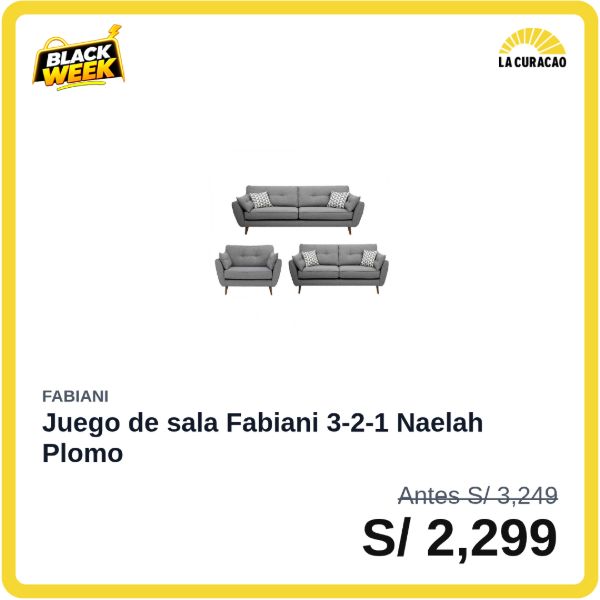 BLACK
WEEK
LA CURACAO
FABIANI
Juego de sala Fabiani 3-2-1 Naelah
Plomo
Antes S/ 3,249
S/ 2,299